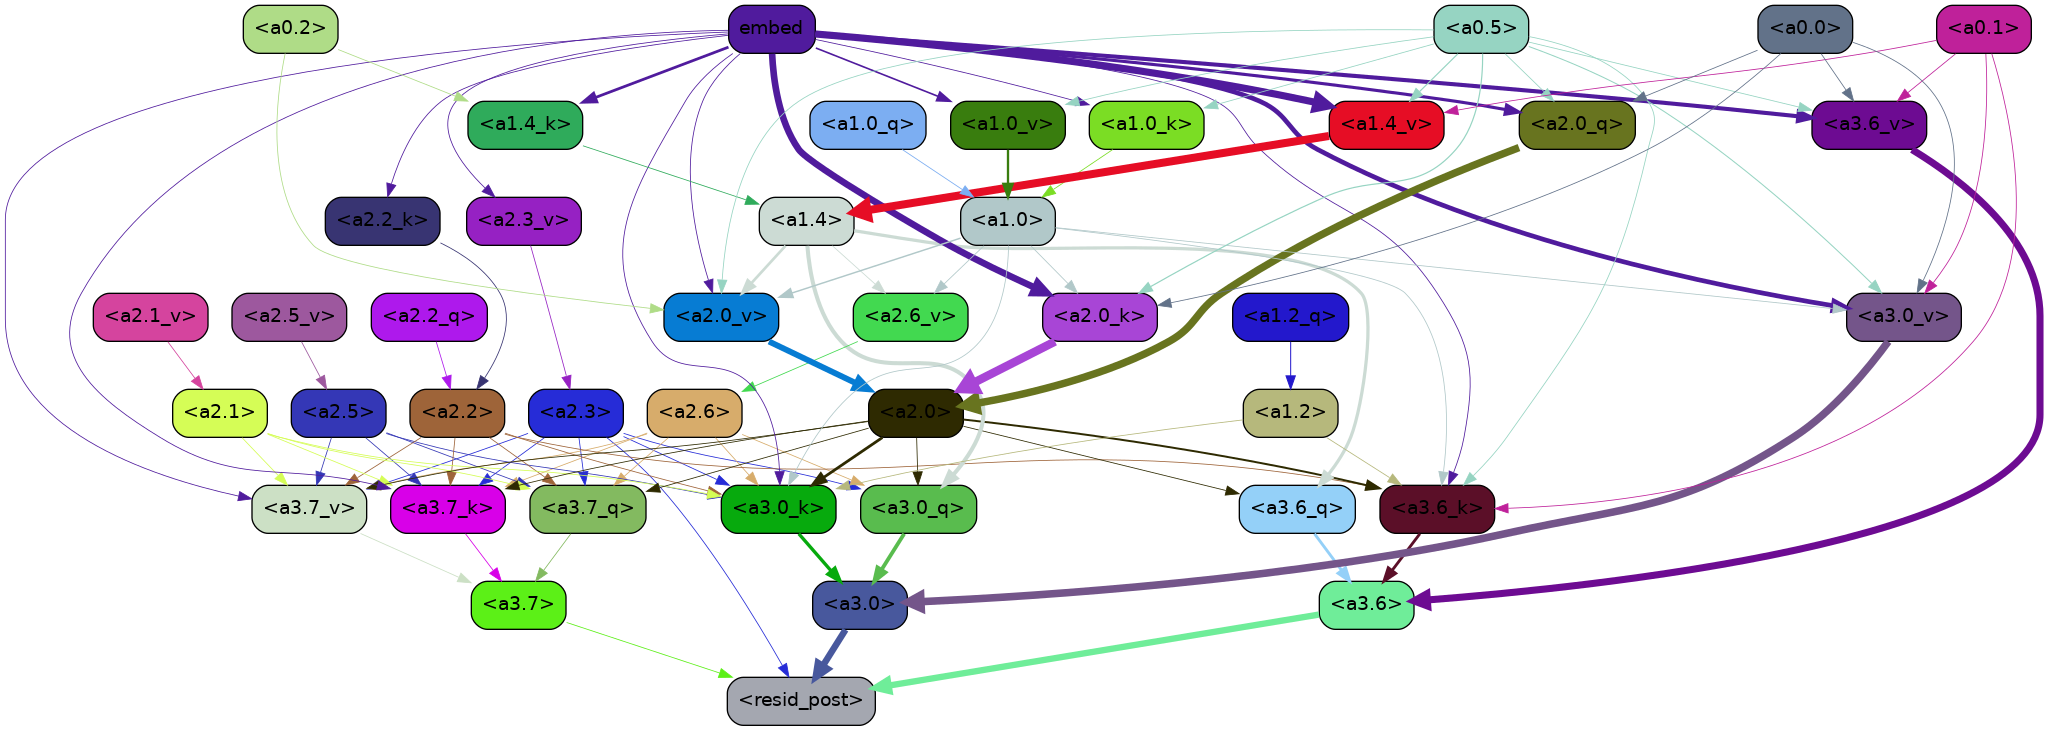 <a0.2>
embed
<a0.5>
<a0.0>
<a0.1>
<a1.4_k>
<a1.0_q>
<a1.0_v>
<a1.0_k>
<a1.4_v>
<a2.0_q>
<a3.6_v>
<a2.2_k>
<a2.3_v>
<a1.4>
<a1.0>
<a2.1_v>
<a2.5_v>
<a2.2_q>
<a2.0_v>
<a2.6_v>
<a2.0_k>
<a1.2_q>
<a3.0_v>
<a2.1>
<a2.5>
<a2.2>
<a2.3>
<a2.6>
<a2.0>
<a1.2>
<a3.7_v>
<a3.7_k>
<a3.7_q>
<a3.0_k>
<a3.0_q>
<a3.6_q>
<a3.6_k>
<a3.7>
<a3.0>
<a3.6>
<resid_post>